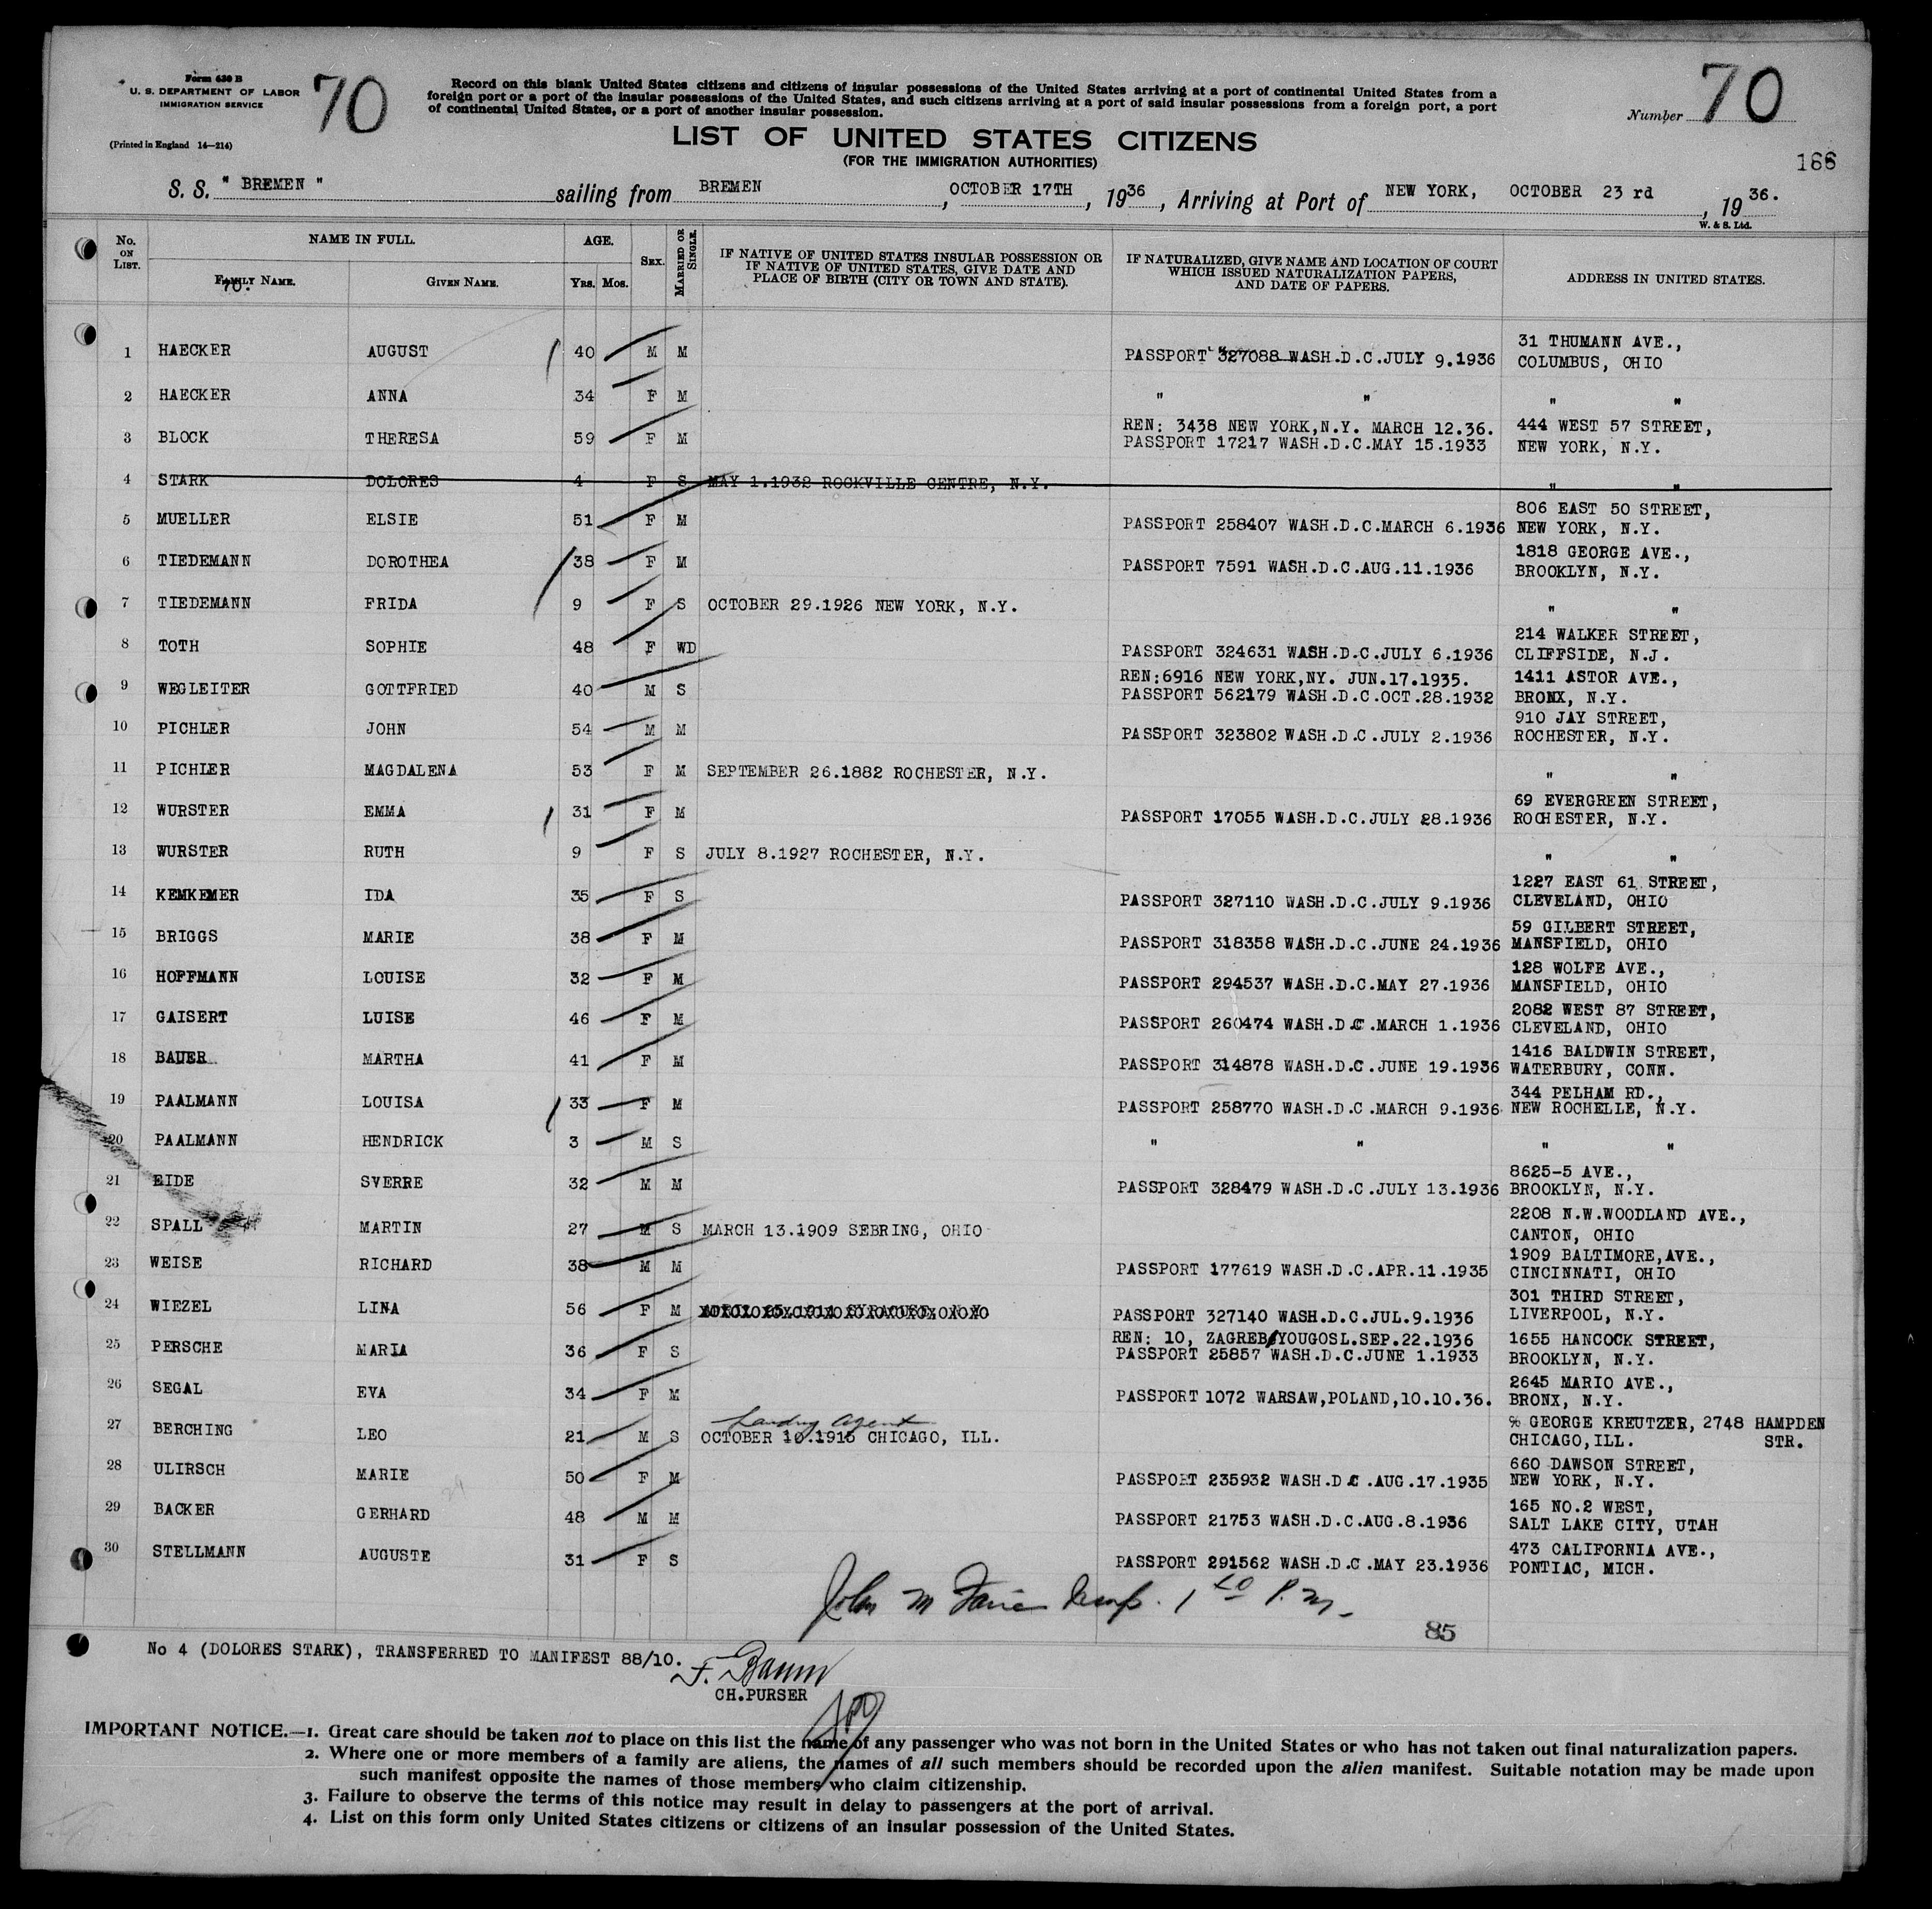 Form 630 B
U. S. DEPARTMENT OF LABOR
IMMIGRATION SERVICE
(Printed in England 14—214)
70
Record on this blank United States citizens and citizens of insular possessions of the United States arriving at a port of continental United States from a
foreign port or a port of the insular possessions of the United States, and such citizens arriving at a port of said insular possessions from a foreign port, a port
of continental United States, or a port of another insular possession.
Number 70
LIST OF UNITED STATES CITIZENS
(FOR THE IMMIGRATION AUTHORITIES)
166
S. S. " BREMEN " sailing from BREMEN, OCTOBER 17TH, 1936, Arriving at Port of NEW YORK, OCTOBER 23 rd, 1936.
W. & S. Ltd.
No. ON LIST. NAME IN FULL. AGE. SEX. MARRIED OR SINGLE. IF NATIVE OF UNITED STATES INSULAR POSSESSION OR IF NATIVE OF UNITED STATES, GIVE DATE AND PLACE OF BIRTH (CITY OR TOWN AND STATE). IF NATURALIZED, GIVE NAME AND LOCATION OF COURT WHICH ISSUED NATURALIZATION PAPERS, AND DATE OF PAPERS. ADDRESS IN UNITED STATES.
FAMILY NAME. GIVEN NAME. YRS. MOS.
70.
1 HAECKER AUGUST 40 M M PASSPORT 327088 WASH.D.C.JULY 9.1936 31 THUMANN AVE., COLUMBUS, OHIO
2 HAECKER ANNA 34 F M " " " "
3 BLOCK THERESA 59 F M REN: 3438 NEW YORK,N.Y. MARCH 12.36. PASSPORT 17217 WASH.D.C.MAY 15.1933 444 WEST 57 STREET, NEW YORK, N.Y.
4 STARK DOLORES 4 F S MAY 1.1932 ROCKVILLE CENTRE, N.Y. " "
5 MUELLER ELSIE 51 F M PASSPORT 258407 WASH.D.C.MARCH 6.1936 806 EAST 50 STREET, NEW YORK, N.Y.
6 TIEDEMANN DOROTHEA 38 F M PASSPORT 7591 WASH.D.C.AUG.11.1936 1818 GEORGE AVE., BROOKLYN, N.Y.
7 TIEDEMANN FRIDA 9 F S OCTOBER 29.1926 NEW YORK, N.Y. " "
8 TOTH SOPHIE 48 F WD PASSPORT 324631 WASH.D.C.JULY 6.1936 214 WALKER STREET, CLIFFSIDE, N.J.
9 WEGLEITER GOTTFRIED 40 M S REN:6916 NEW YORK,NY. JUN.17.1935. PASSPORT 562179 WASH.D.C.OCT.28.1932 1411 ASTOR AVE., BRONX, N.Y.
10 PICHLER JOHN 54 M M PASSPORT 323802 WASH.D.C.JULY 2.1936 910 JAY STREET, ROCHESTER, N.Y.
11 PICHLER MAGDALENA 53 F M SEPTEMBER 26.1882 ROCHESTER, N.Y. " "
12 WURSTER EMMA 31 F M PASSPORT 17055 WASH.D.C.JULY 28.1936 69 EVERGREEN STREET, ROCHESTER, N.Y.
13 WURSTER RUTH 9 F S JULY 8.1927 ROCHESTER, N.Y. " "
14 KEMKEMER IDA 35 F S PASSPORT 327110 WASH.D.C.JULY 9.1936 1227 EAST 61 STREET, CLEVELAND, OHIO
15 BRIGGS MARIE 38 F M PASSPORT 318358 WASH.D.C.JUNE 24.1936 59 GILBERT STREET, MANSFIELD, OHIO
16 HOFFMANN LOUISE 32 F M PASSPORT 294537 WASH.D.C.MAY 27.1936 128 WOLFE AVE., MANSFIELD, OHIO
17 GAISERT LUISE 46 F M PASSPORT 260474 WASH.D.C.MARCH 1.1936 2082 WEST 87 STREET, CLEVELAND, OHIO
18 BAUER MARTHA 41 F M PASSPORT 314878 WASH.D.C.JUNE 19.1936 1416 BALDWIN STREET, WATERBURY, CONN.
19 PAALMANN LOUISA 33 F M PASSPORT 258770 WASH.D.C.MARCH 9.1936 344 PELHAM RD., NEW ROCHELLE, N.Y.
20 PAALMANN HENDRICK 3 M S " " " "
21 EIDE SVERRE 32 M M PASSPORT 328479 WASH.D.C.JULY 13.1936 8625-5 AVE., BROOKLYN, N.Y.
22 SPALL MARTIN 27 M S MARCH 13.1909 SEBRING, OHIO 2208 N.W.WOODLAND AVE., CANTON, OHIO
23 WEISE RICHARD 38 M M PASSPORT 177619 WASH.D.C.APR.11.1935 1909 BALTIMORE,AVE., CINCINNATI, OHIO
24 WIEZEL LINA 56 F M PASSPORT 327140 WASH.D.C.JUL.9.1936 301 THIRD STREET, LIVERPOOL, N.Y.
25 PERSCHE MARIA 36 F S REN: 10, ZAGREB/YOUGOSL.SEP.22.1936 PASSPORT 25857 WASH.D.C.JUNE 1.1933 1655 HANCOCK STREET, BROOKLYN, N.Y.
26 SEGAL EVA 34 F M PASSPORT 1072 WARSAW,POLAND,10.10.36. 2645 MARIO AVE., BRONX, N.Y.
27 BERCHING LEO 21 M S Landing Agent OCTOBER 10.1915 CHICAGO, ILL. % GEORGE KREUTZER, 2748 HAMPDEN STR. CHICAGO,ILL.
28 ULIRSCH MARIE 50 F M PASSPORT 235932 WASH.D.C.AUG.17.1935 660 DAWSON STREET, NEW YORK, N.Y.
29 BACKER GERHARD 48 M M PASSPORT 21753 WASH.D.C.AUG.8.1936 165 NO.2 WEST, SALT LAKE CITY, UTAH
30 STELLMANN AUGUSTE 31 F S PASSPORT 291562 WASH.D.C.MAY 23.1936 473 CALIFORNIA AVE., PONTIAC, MICH.
John M
85
No 4 (DOLORES STARK), TRANSFERRED TO MANIFEST 88/10.
F. Baum
CH.PURSER
IMPORTANT NOTICE.—1. Great care should be taken not to place on this list the name of any passenger who was not born in the United States or who has not taken out final naturalization papers.
2. Where one or more members of a family are aliens, the names of all such members should be recorded upon the alien manifest. Suitable notation may be made upon
such manifest opposite the names of those members who claim citizenship.
3. Failure to observe the terms of this notice may result in delay to passengers at the port of arrival.
4. List on this form only United States citizens or citizens of an insular possession of the United States.